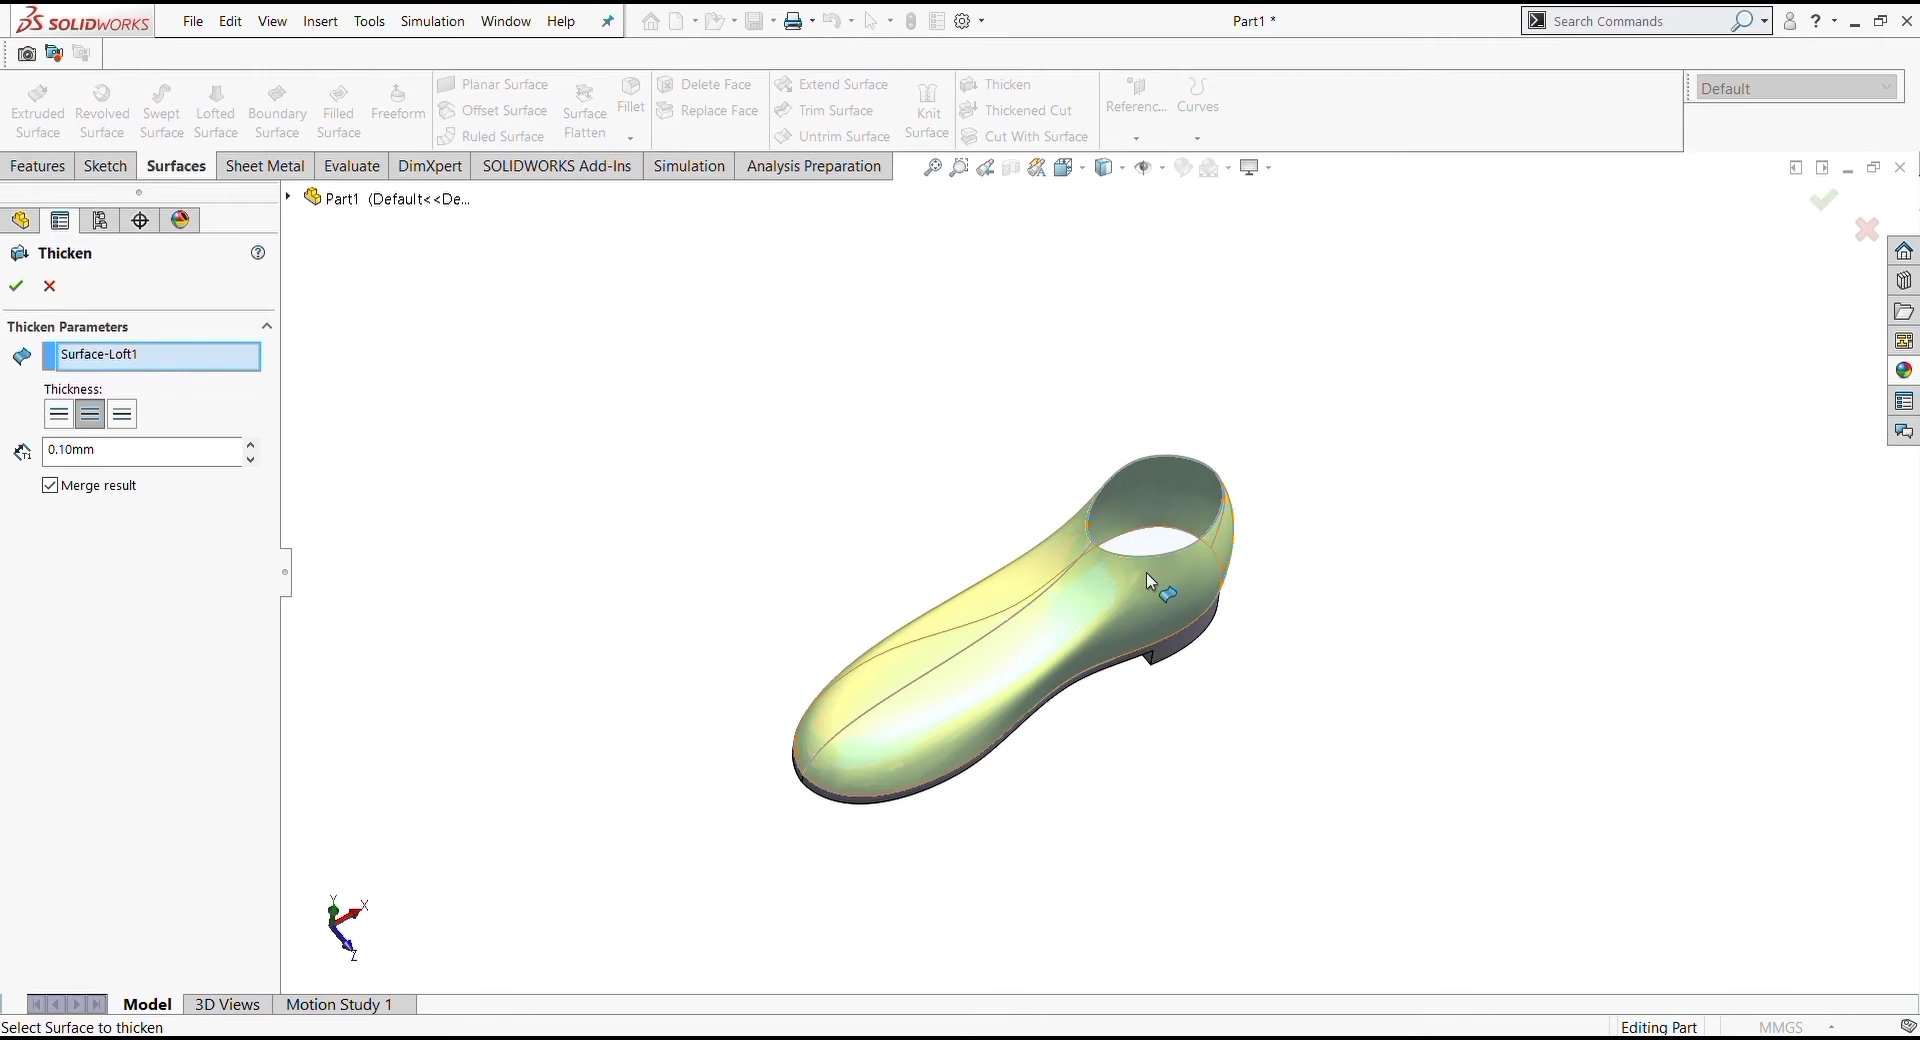 SOLIDWORKS File Edit View Insert Tools Simulation Window Help Part1 * Search Commands ?
Extruded Surface
Revolved Surface
Swept Surface
Lofted Surface
Boundary Surface
Filled Surface
Freeform
Planar Surface
Offset Surface
Ruled Surface
Surface Flatten
Fillet
Delete Face
Replace Face
Extend Surface
Trim Surface
Untrim Surface
Knit Surface
Thicken
Thickened Cut
Cut With Surface
Referenc...
Curves
Default
Features Sketch Surfaces Sheet Metal Evaluate DimXpert SOLIDWORKS Add-Ins Simulation Analysis Preparation
Part1 (Default<<De...
Thicken ?
Thicken Parameters
Surface-Loft1
Thickness:
T1 0.10mm
Merge result
Y
X
Z
Model 3D Views Motion Study 1
Select Surface to thicken Editing Part MMGS